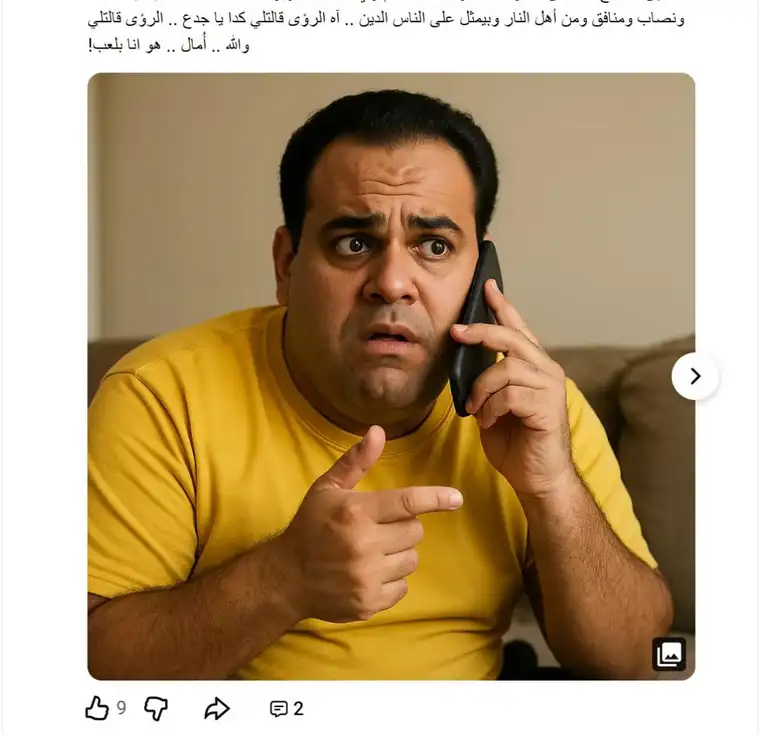 ونصاب ومنافق ومن أهل النار وبيمثل على الناس الدين .. آه الرؤى قالتلي كدا يا جدع .. الرؤى قالتلي
والله .. أُمال .. هو انا بلعب!
9
2